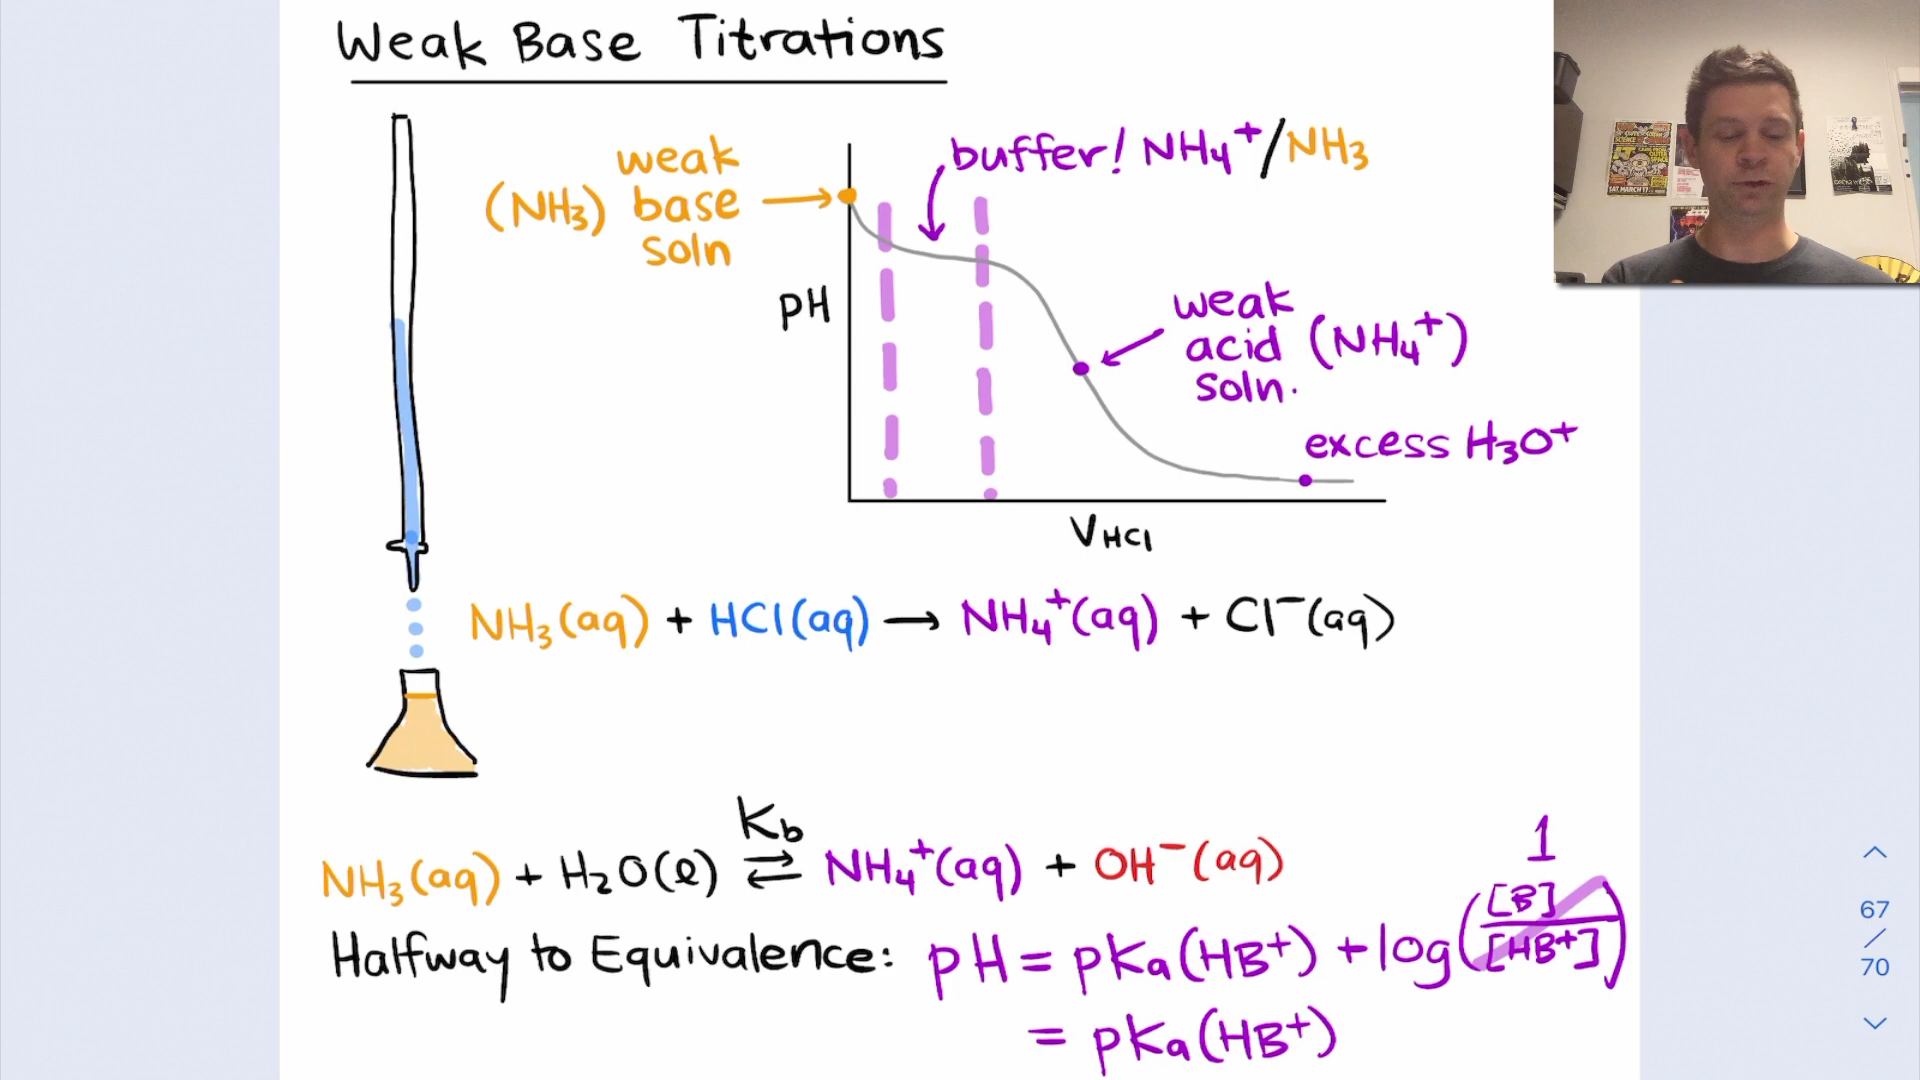 Weak Base Titrations
(NH₃) weak base soln
buffer! NH₄⁺/NH₃
pH
weak acid (NH₄⁺) soln.
excess H₃O⁺
V_HCl
NH₃(aq) + HCl(aq) → NH₄⁺(aq) + Cl⁻(aq)
K_b
NH₃(aq) + H₂O(l) ⇌ NH₄⁺(aq) + OH⁻(aq)
1
Halfway to Equivalence: pH = pKa(HB⁺) + log([B]/[HB⁺])
= pKa(HB⁺)
67
/
70